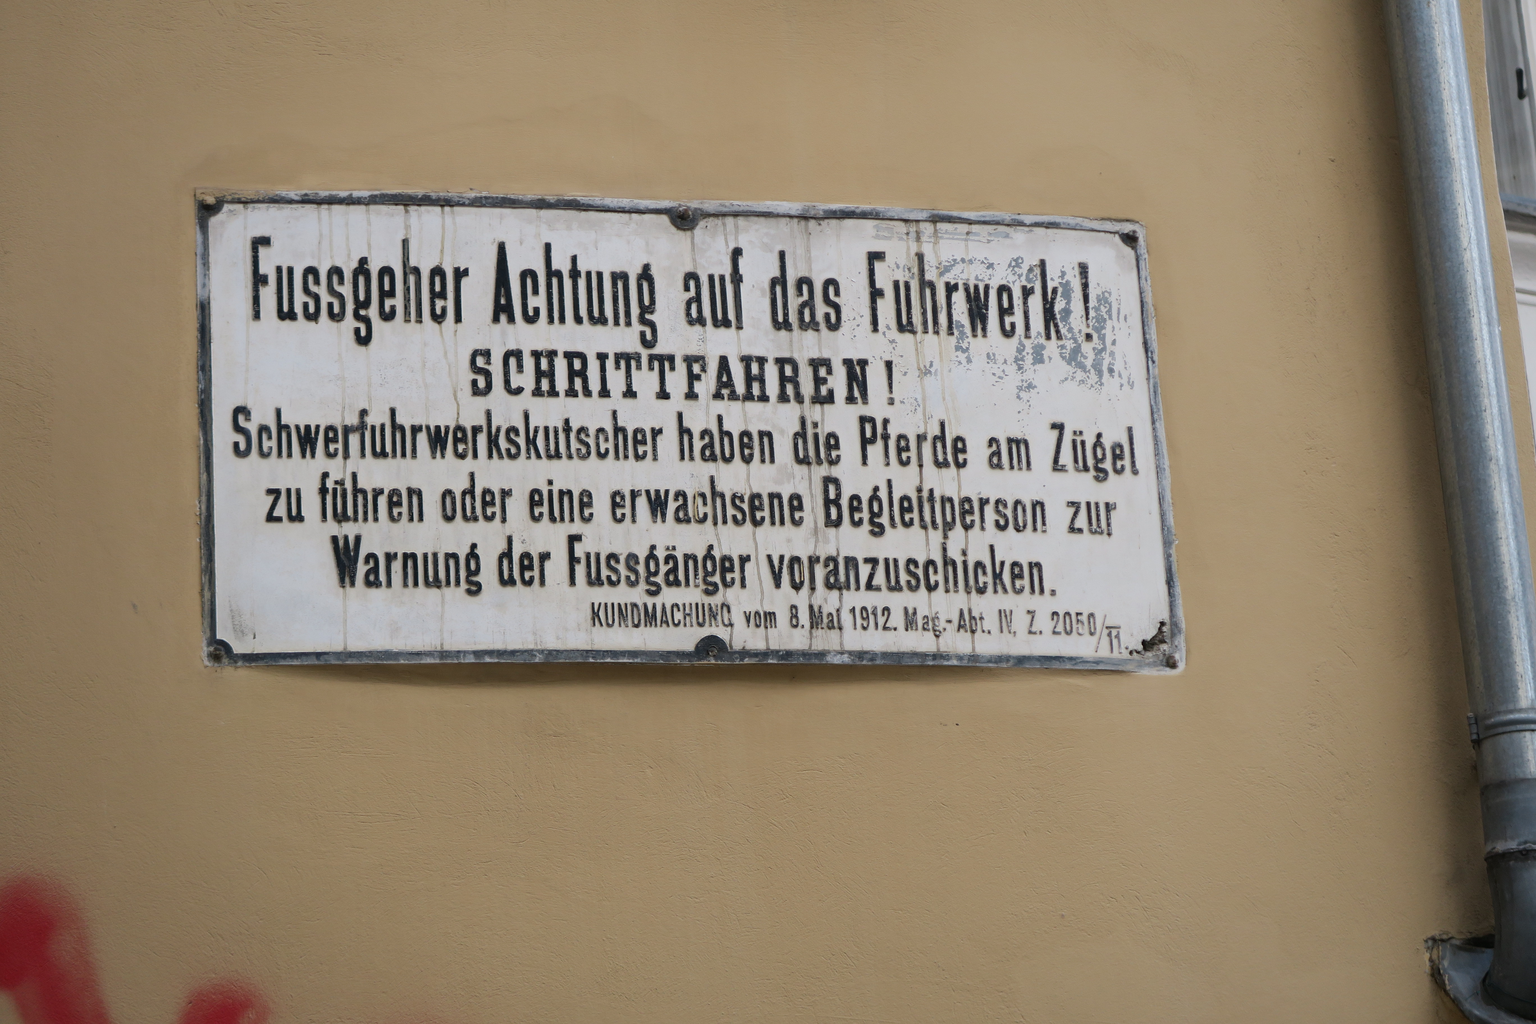 Fussgeher Achtung auf das Fuhrwerk!
SCHRITTFAHREN!
Schwerfuhrwerkskutscher haben die Pferde am Zügel
zu führen oder eine erwachsene Begleitperson zur
Warnung der Fussgänger voranzuschicken.
KUNDMACHUNG vom 8. Mai 1912. Mag.-Abt. IV, Z. 2050/11.